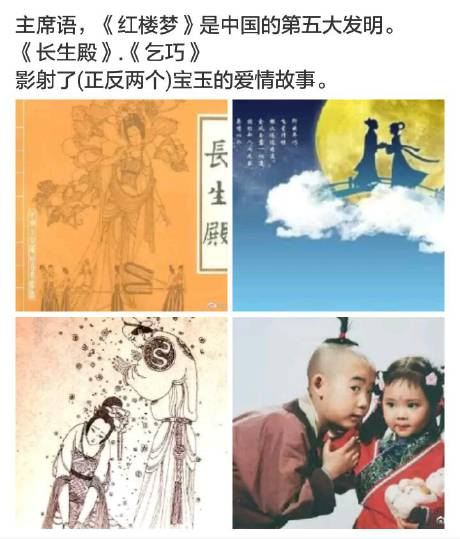 主席语，《红楼梦》是中国的第五大发明。
《长生殿》.《乞巧》
影射了(正反两个)宝玉的爱情故事。
長生殿